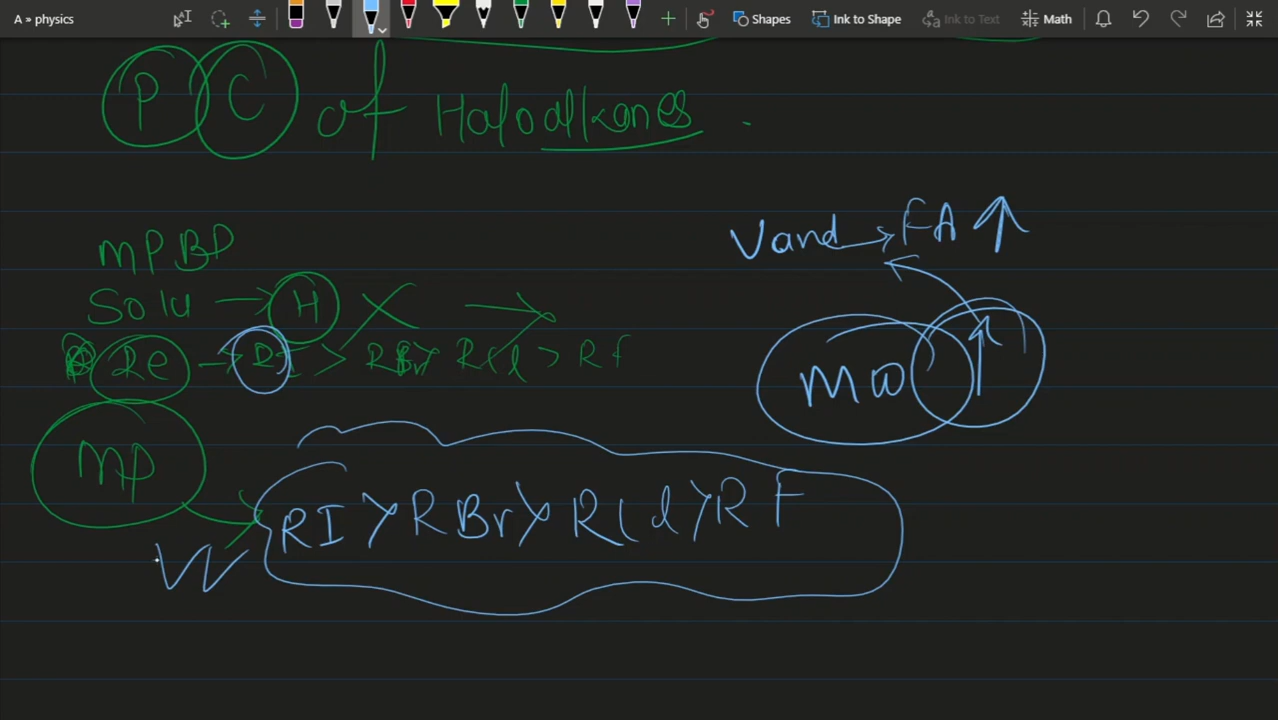 A » physics
Shapes
Ink to Shape
Ink to Text
Math
P C of Haloalkanes .
Vand → FA ↑
MP BP
Solu → H
Re → RI > RBr > RCl > RF
Mw ↑
MP
RI > RBr > RCl > RF